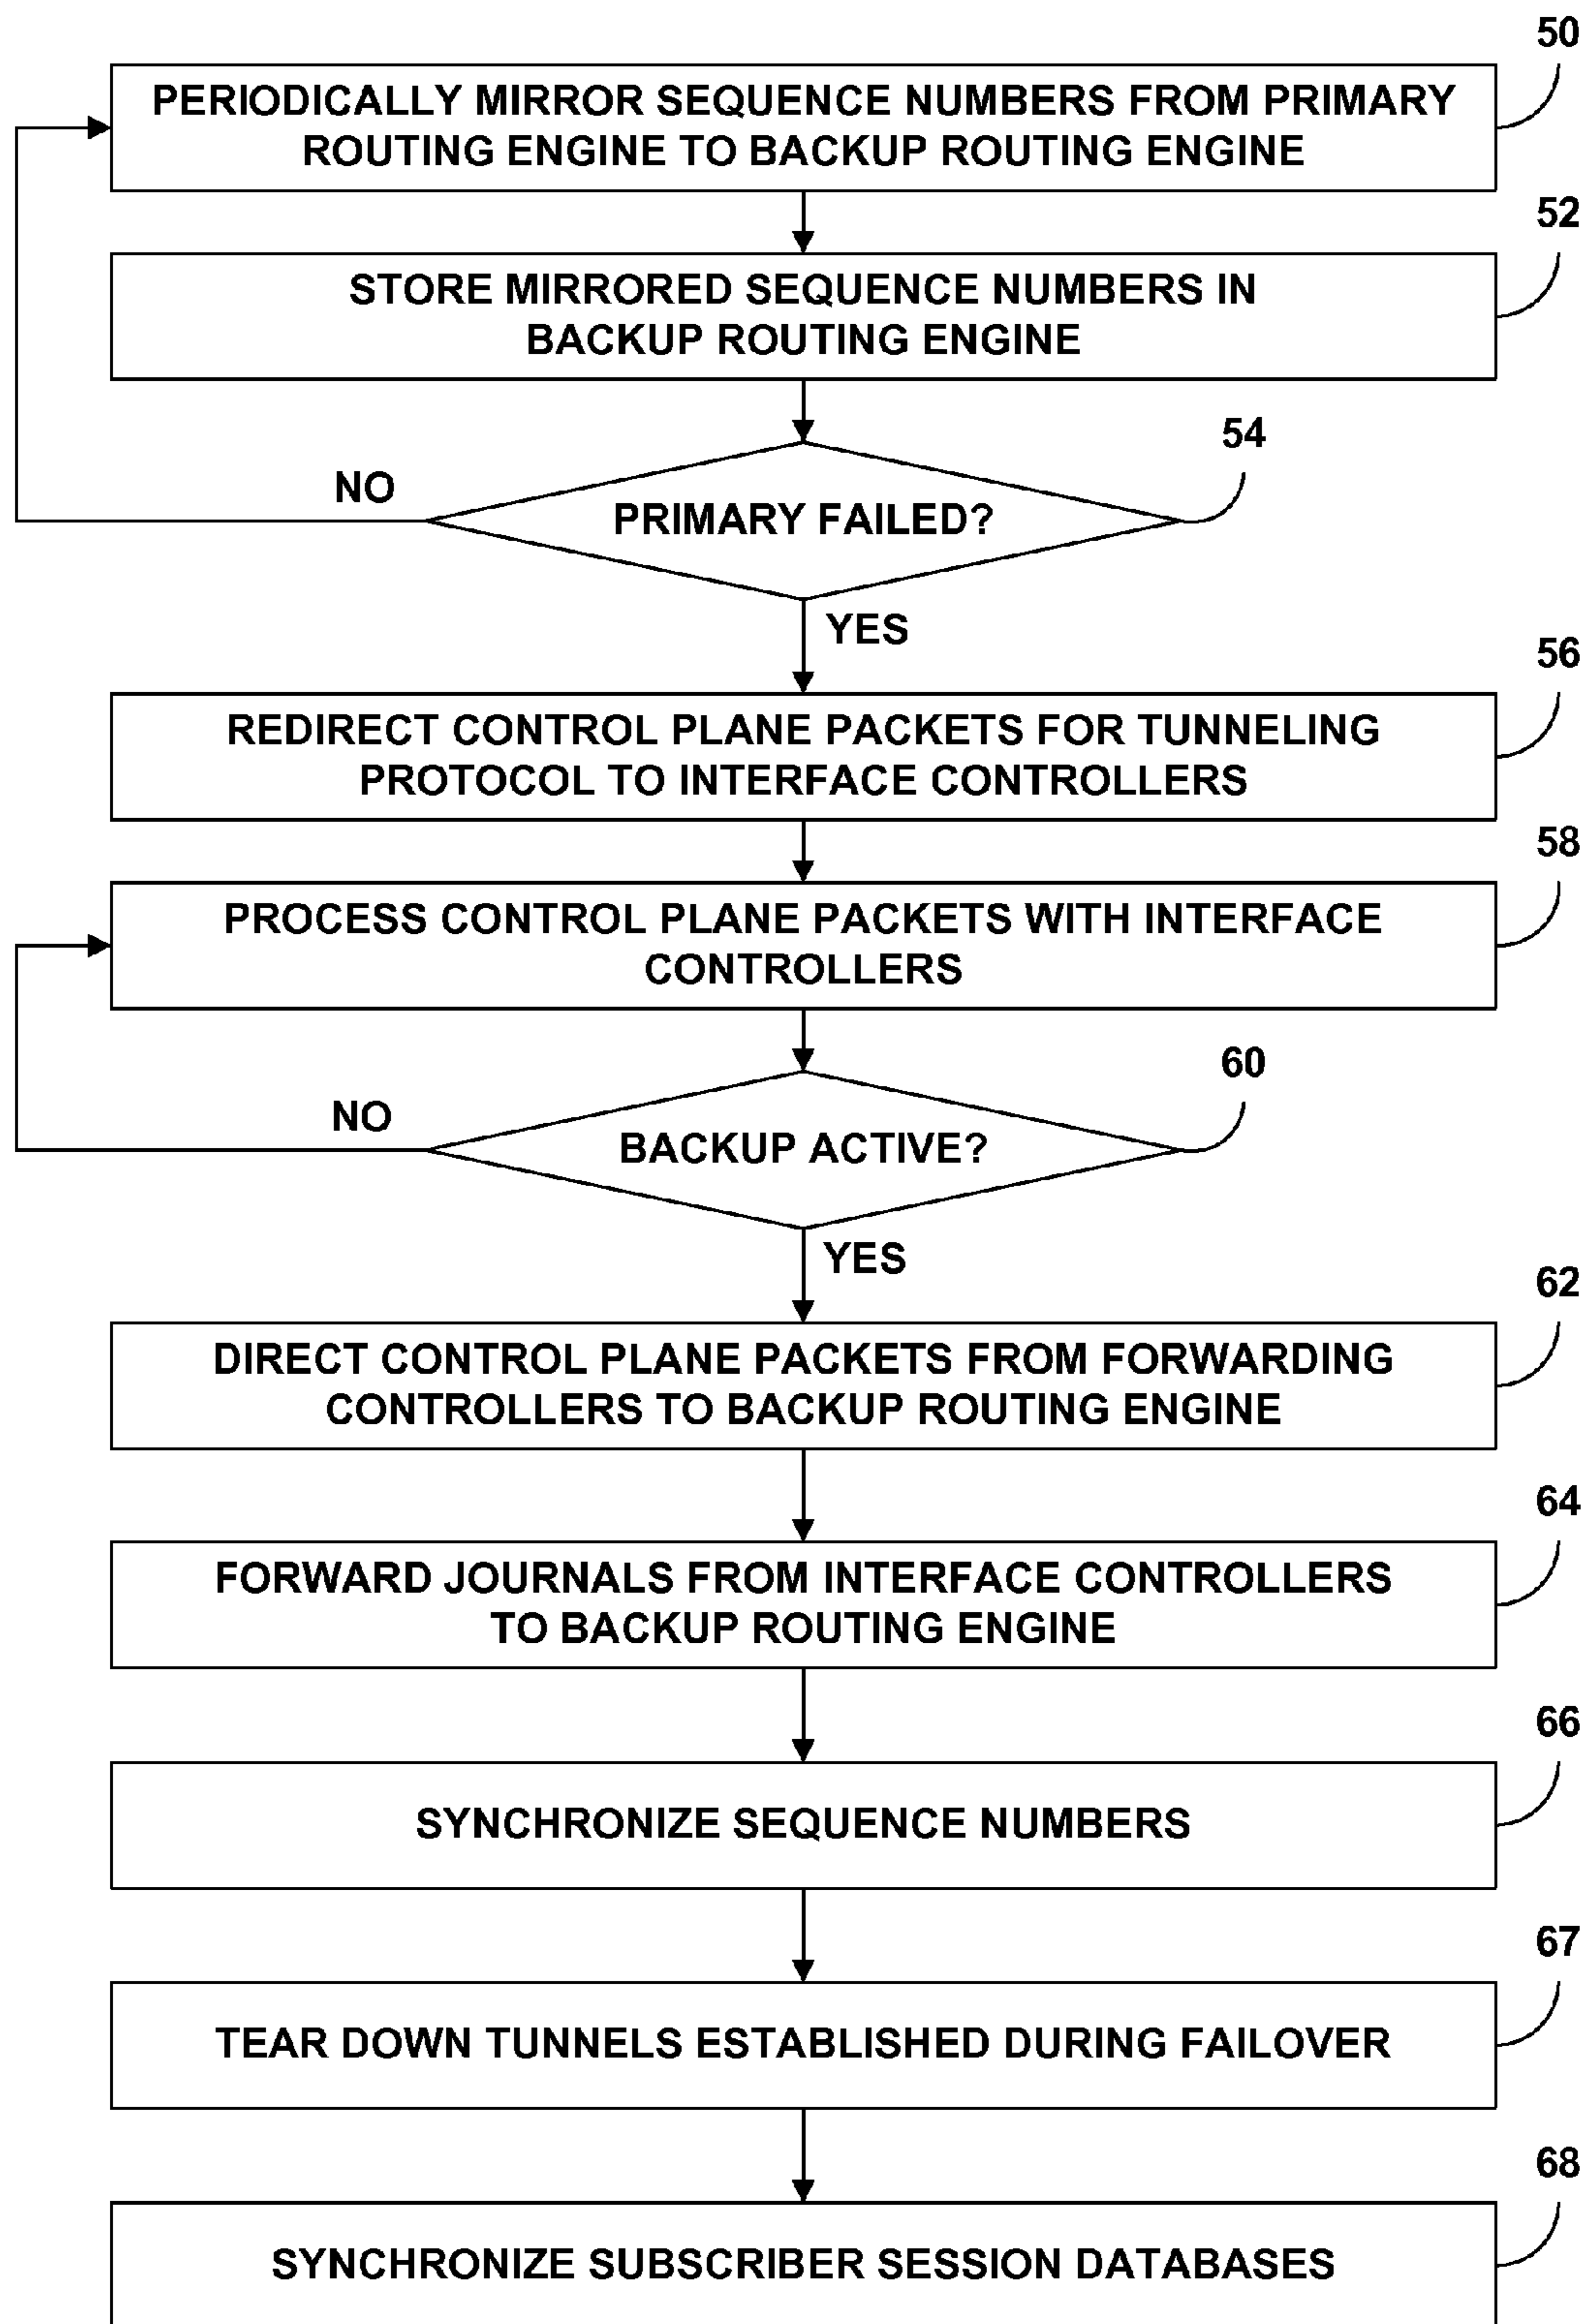 50
PERIODICALLY MIRROR SEQUENCE NUMBERS FROM PRIMARY
ROUTING ENGINE TO BACKUP ROUTING ENGINE
52
STORE MIRRORED SEQUENCE NUMBERS IN
BACKUP ROUTING ENGINE
54
NO
PRIMARY FAILED?
YES
56
REDIRECT CONTROL PLANE PACKETS FOR TUNNELING
PROTOCOL TO INTERFACE CONTROLLERS
58
PROCESS CONTROL PLANE PACKETS WITH INTERFACE
CONTROLLERS
60
NO
BACKUP ACTIVE?
YES
62
DIRECT CONTROL PLANE PACKETS FROM FORWARDING
CONTROLLERS TO BACKUP ROUTING ENGINE
64
FORWARD JOURNALS FROM INTERFACE CONTROLLERS
TO BACKUP ROUTING ENGINE
66
SYNCHRONIZE SEQUENCE NUMBERS
67
TEAR DOWN TUNNELS ESTABLISHED DURING FAILOVER
68
SYNCHRONIZE SUBSCRIBER SESSION DATABASES